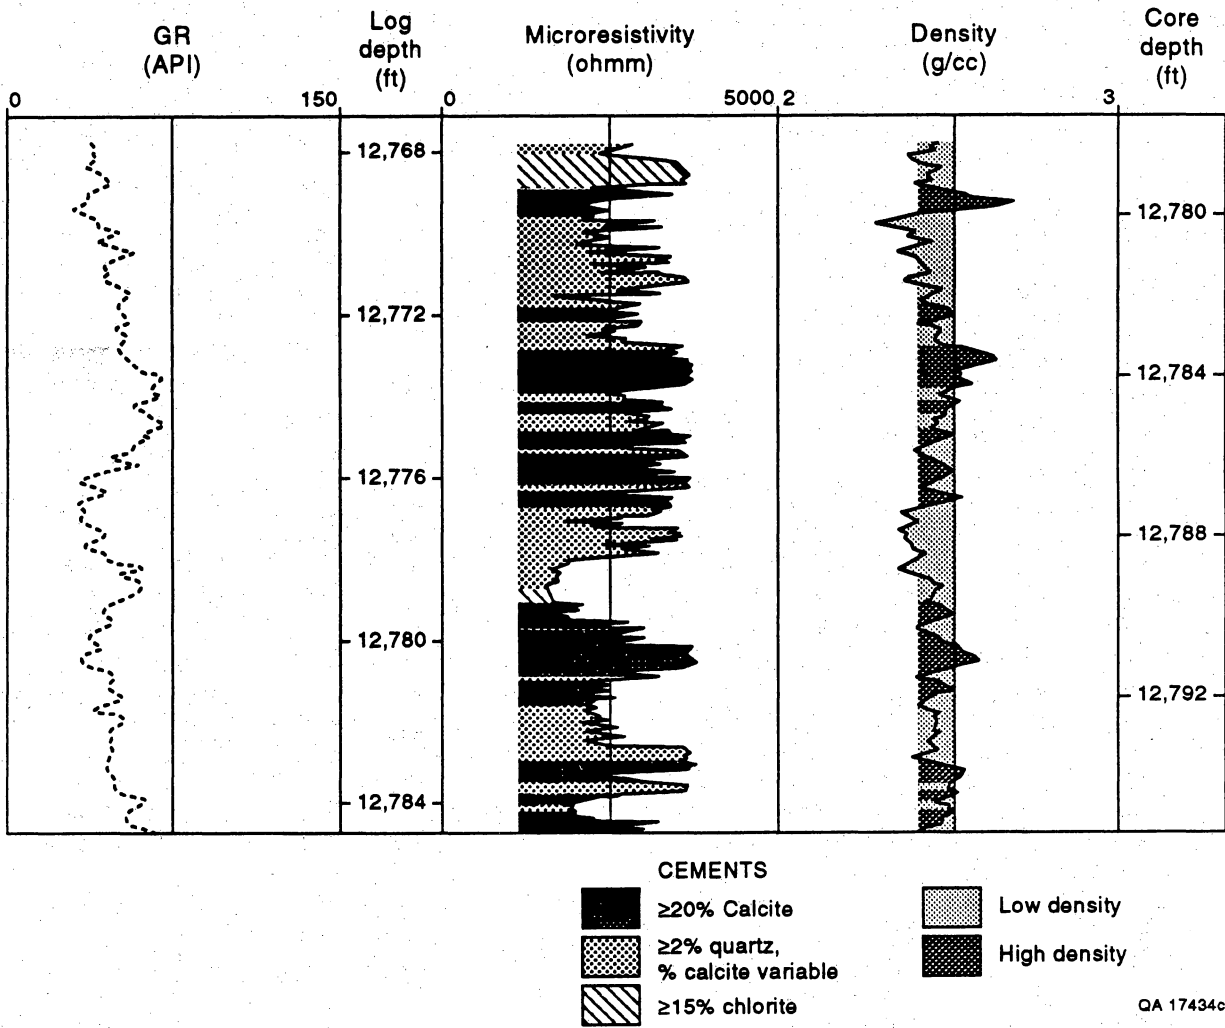 GR
(API)
Log
depth
(ft)
Microresistivity
(ohmm)
Density
(g/cc)
Core
depth
(ft)
0
150
0
5000
2
3
12,768
12,772
12,776
12,780
12,784
12,780
12,784
12,788
12,792
CEMENTS
≥20% Calcite
≥2% quartz,
% calcite variable
≥15% chlorite
Low density
High density
QA 17434c